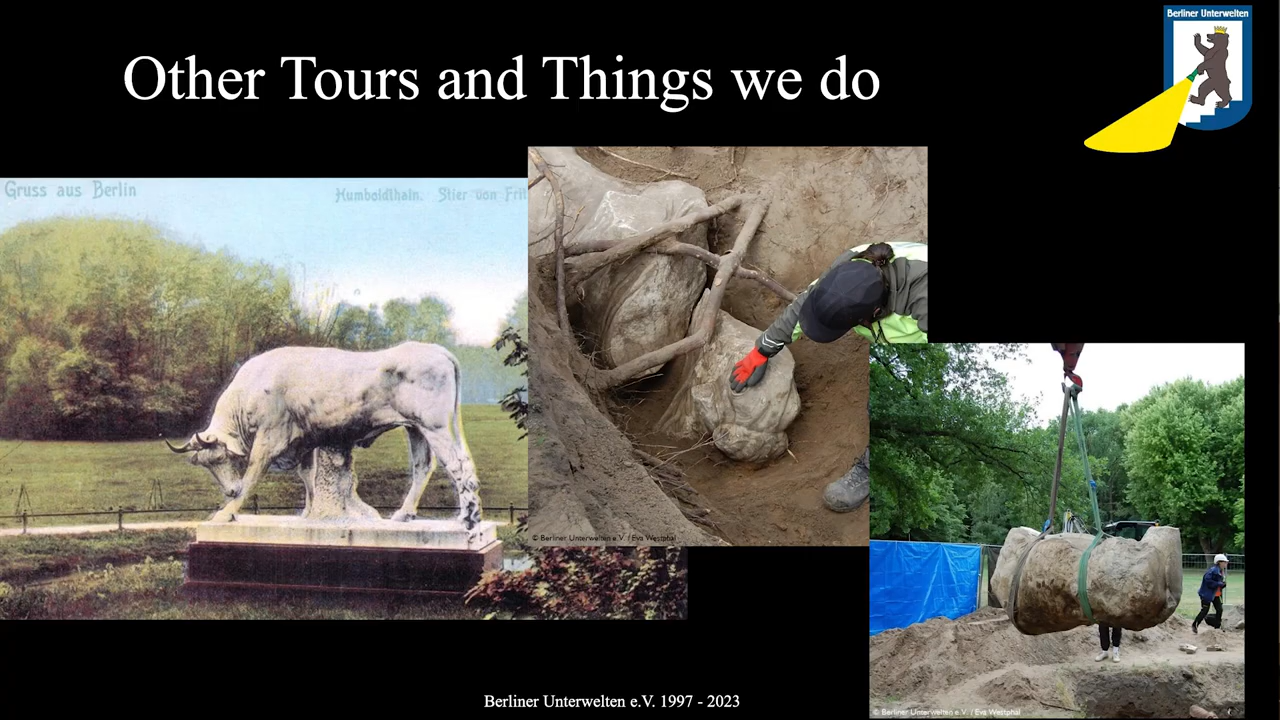 Berliner Unterwelten
Other Tours and Things we do
Gruss aus Berlin
Humboldthain. Stier von
© Berliner Unterwelten e.V. / Eva Westphal
© Berliner Unterwelten e.V. / Eva Westphal
Berliner Unterwelten e.V. 1997 - 2023